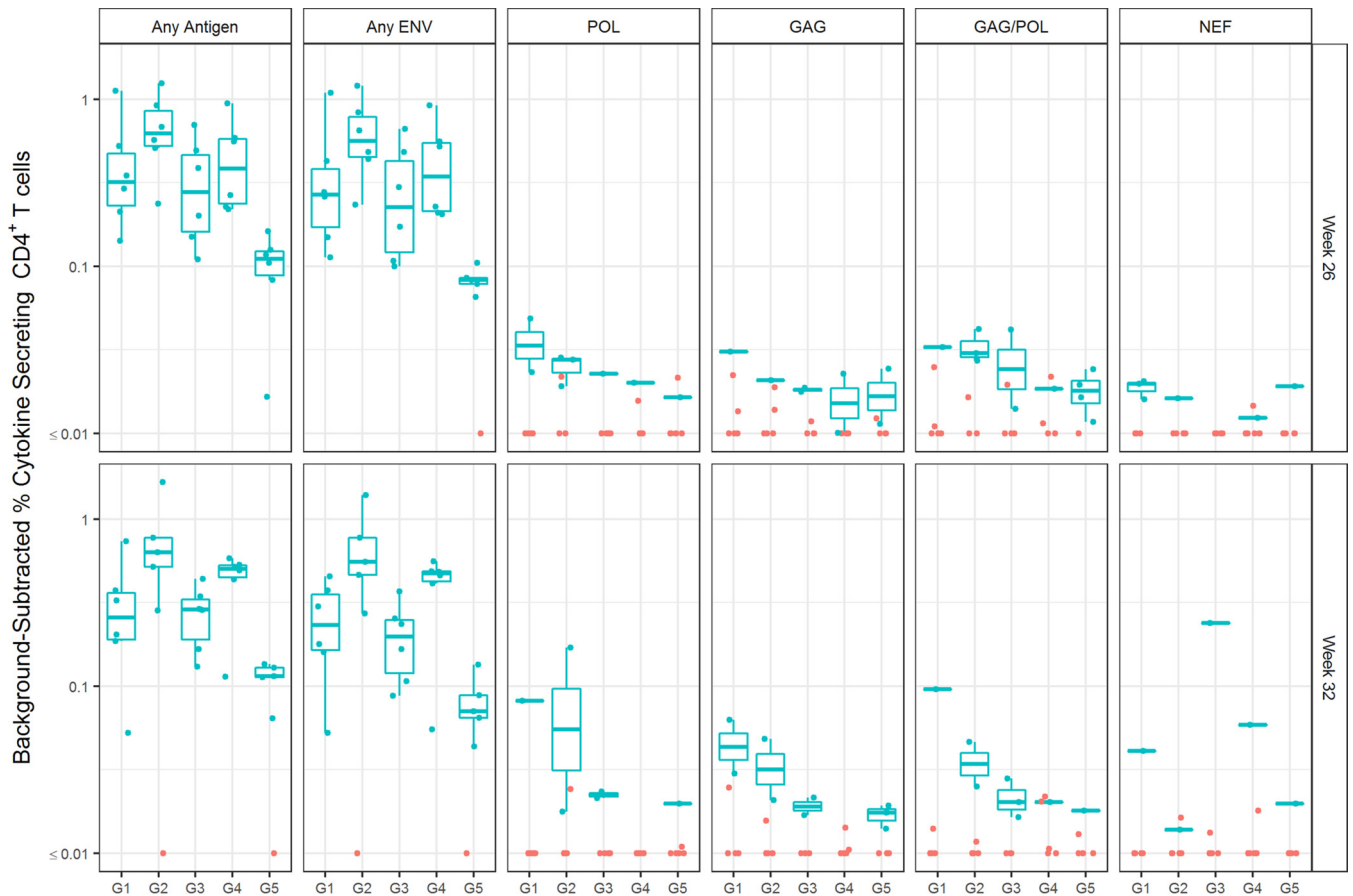 Any Antigen Any ENV POL GAG GAG/POL NEF
Background-Subtracted % Cytokine Secreting CD4+ T cells
1
0.1
≤ 0.01
Week 26
1
0.1
≤ 0.01
Week 32
G1 G2 G3 G4 G5 G1 G2 G3 G4 G5 G1 G2 G3 G4 G5 G1 G2 G3 G4 G5 G1 G2 G3 G4 G5 G1 G2 G3 G4 G5